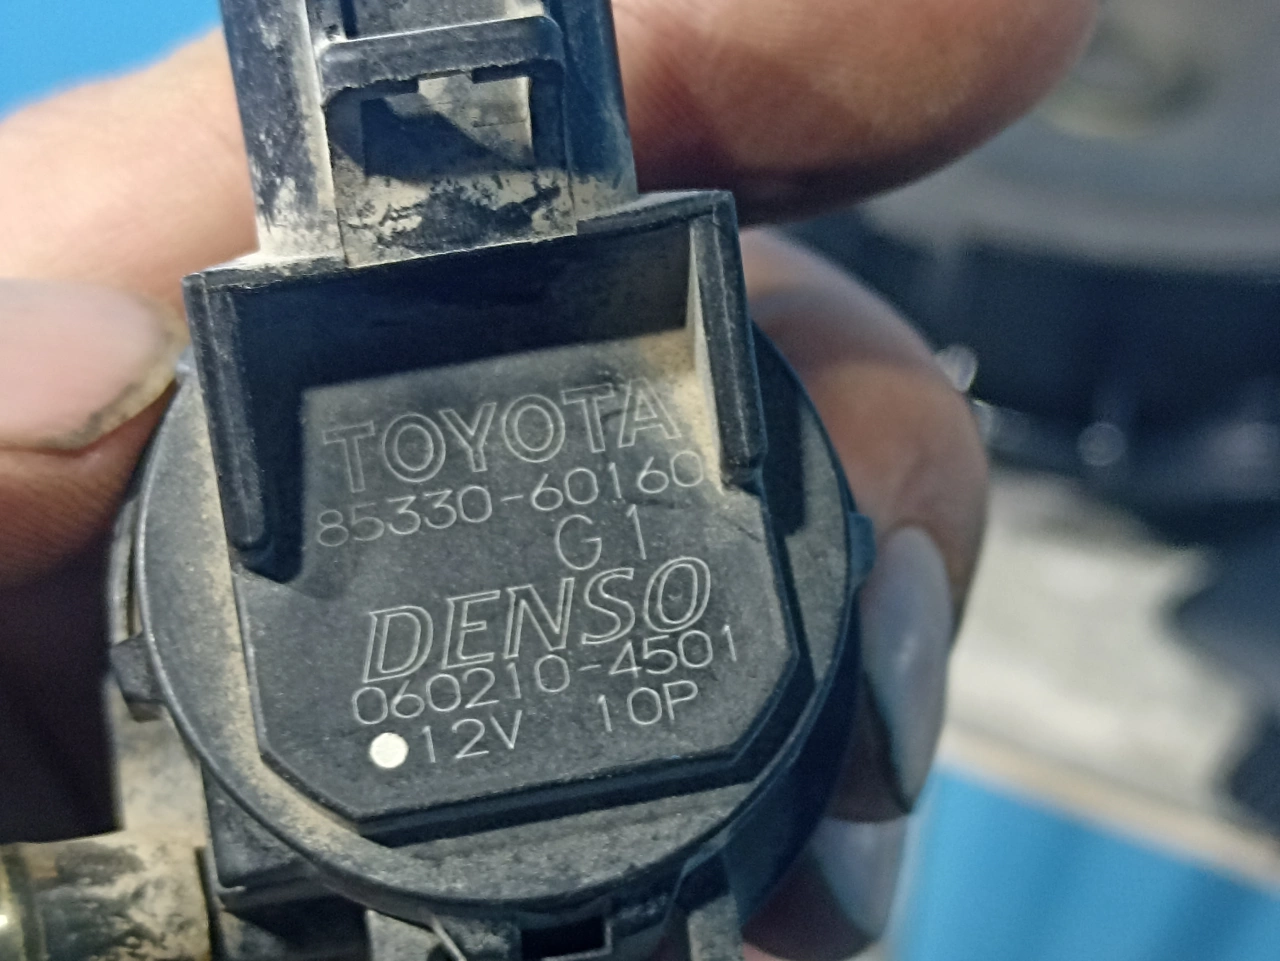 TOYOTA
85330-60160
G1
DENSO
060210-4501
12V 10P